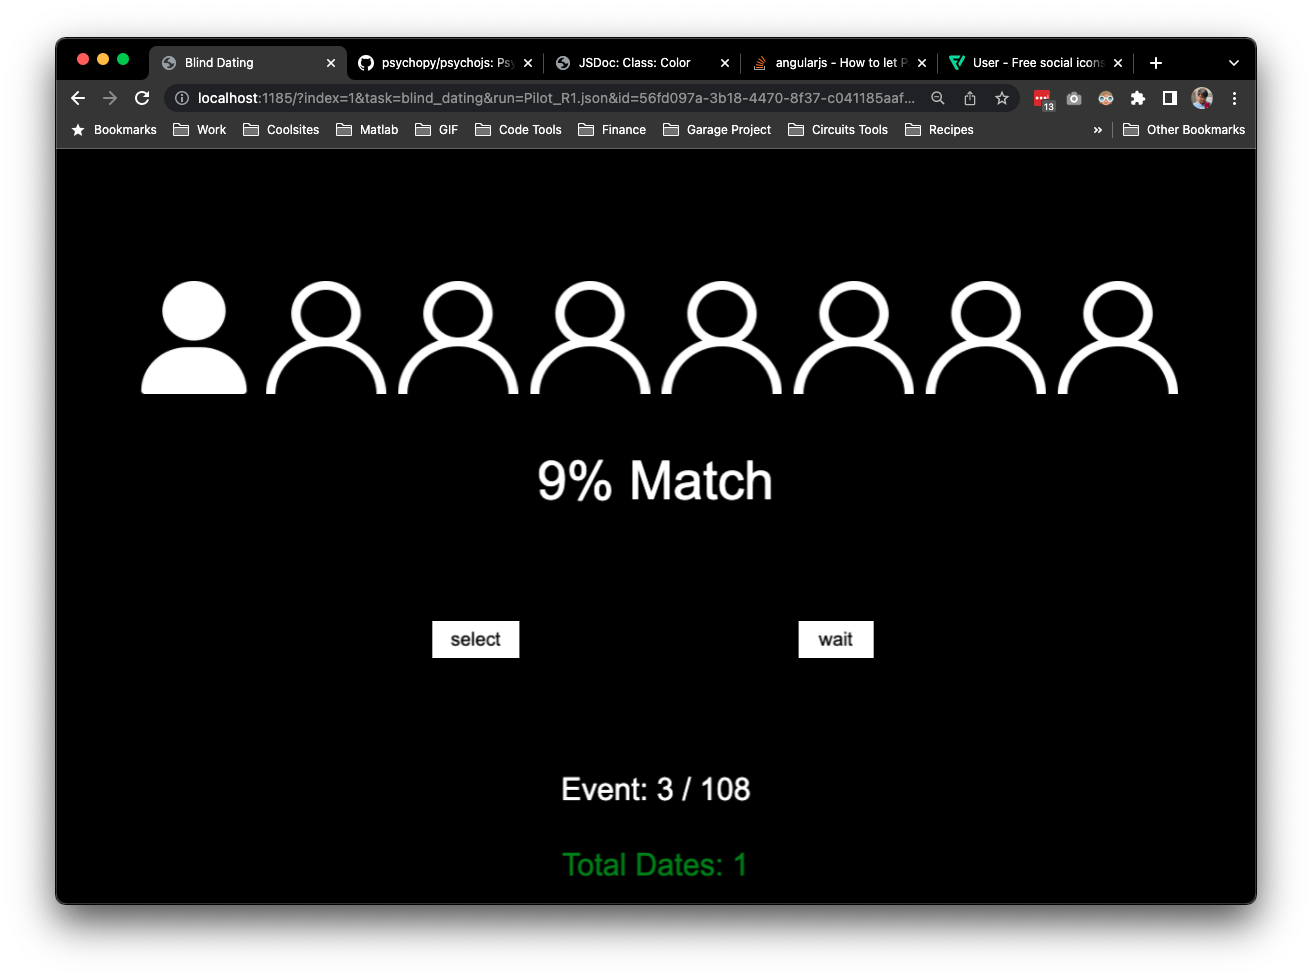 Blind Dating
psychopy/psychojs: Psy
JSDoc: Class: Color
angularjs - How to let P
User - Free social icons
localhost:1185/?index=1&task=blind_dating&run=Pilot_R1.json&id=56fd097a-3b18-4470-8f37-c041185aaf...
13
Bookmarks Work Coolsites Matlab GIF Code Tools Finance Garage Project Circuits Tools Recipes » Other Bookmarks
9% Match
select
wait
Event: 3 / 108
Total Dates: 1